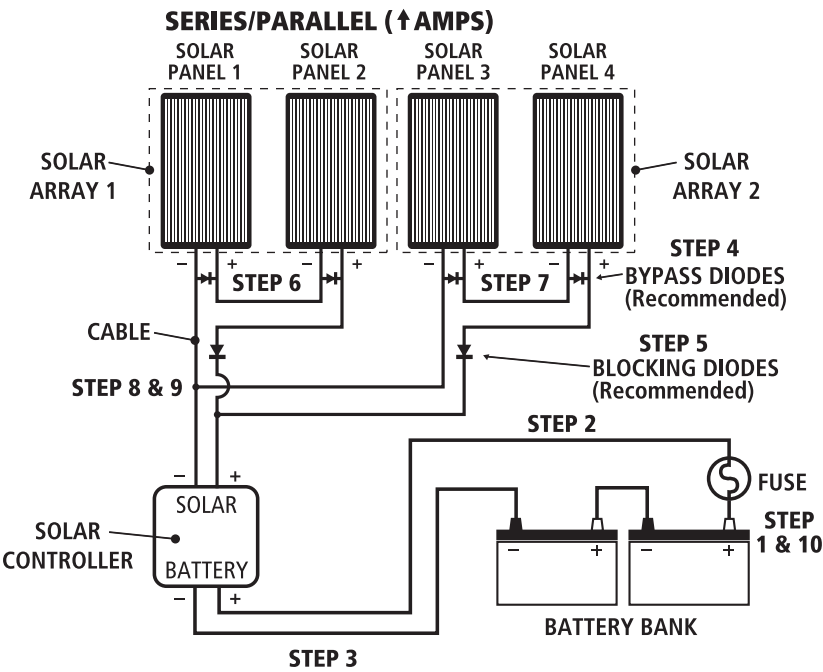 SERIES/PARALLEL (↑AMPS)
SOLAR PANEL 1
SOLAR PANEL 2
SOLAR PANEL 3
SOLAR PANEL 4
SOLAR
ARRAY 1
SOLAR
ARRAY 2
− + − + − + − +
STEP 6
STEP 7
STEP 4
BYPASS DIODES
(Recommended)
CABLE
STEP 5
BLOCKING DIODES
(Recommended)
STEP 8 & 9
STEP 2
− +
SOLAR
FUSE
SOLAR
CONTROLLER
STEP
1 & 10
− + − +
BATTERY
− +
BATTERY BANK
STEP 3